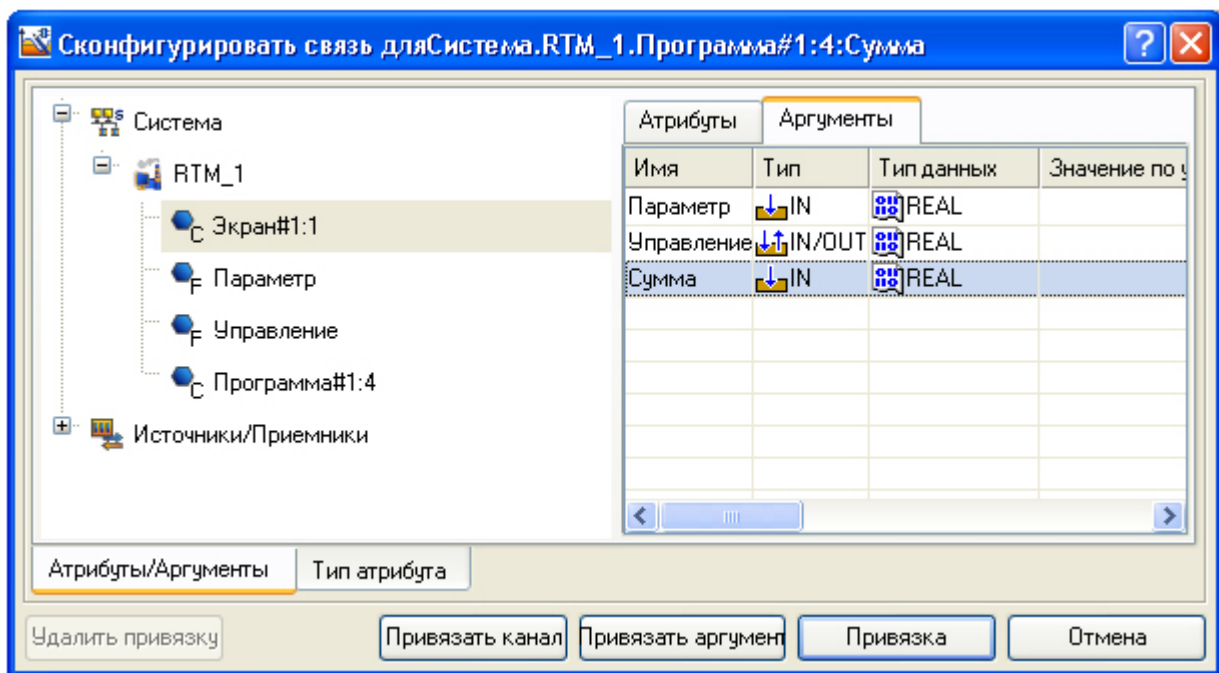 Сконфигурировать связь дляСистема.RTM_1.Программа#1:4:Сумма
Система
RTM_1
Экран#1:1
Параметр
Управление
Программа#1:4
Источники/Приемники
Атрибуты Аргументы
Имя Тип Тип данных Значение по у
Параметр IN REAL
Управление IN/OUT REAL
Сумма IN REAL
Атрибуты/Аргументы Тип атрибута
Удалить привязку Привязать канал Привязать аргумент Привязка Отмена